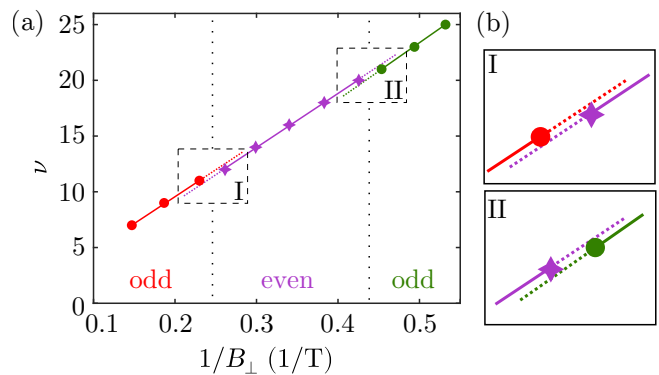 (a)
25
20
15
10
5
0
ν
II
I
odd
even
odd
0.1
0.2
0.3
0.4
0.5
1/B⊥ (1/T)
(b)
I
II